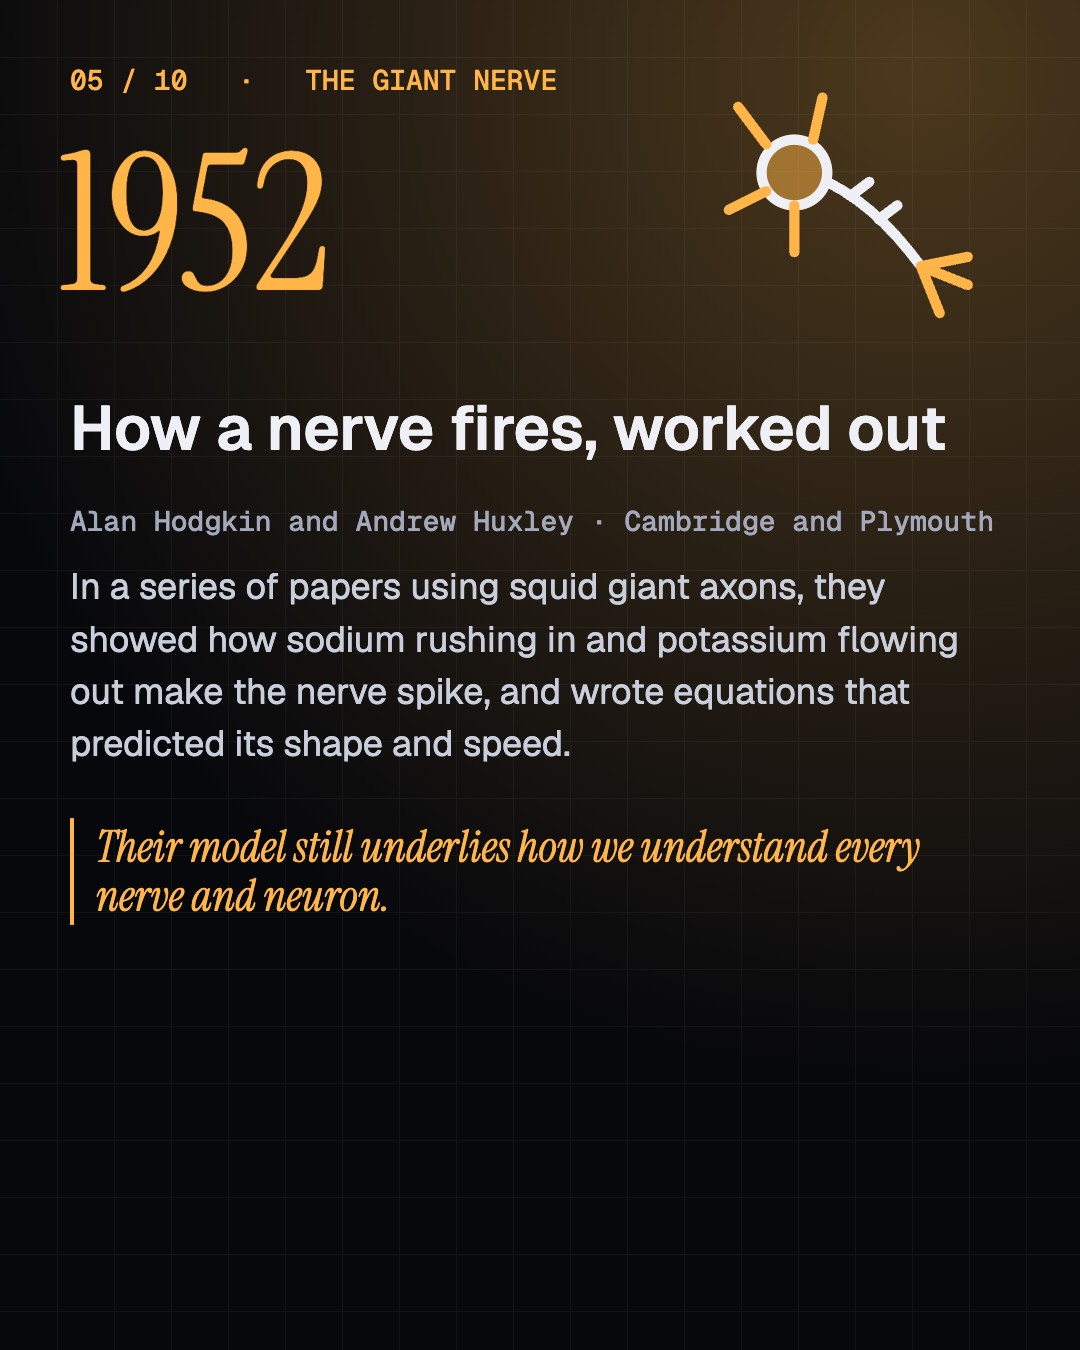 05 / 10 · THE GIANT NERVE
1952
How a nerve fires, worked out
Alan Hodgkin and Andrew Huxley · Cambridge and Plymouth
In a series of papers using squid giant axons, they
showed how sodium rushing in and potassium flowing
out make the nerve spike, and wrote equations that
predicted its shape and speed.
Their model still underlies how we understand every
nerve and neuron.